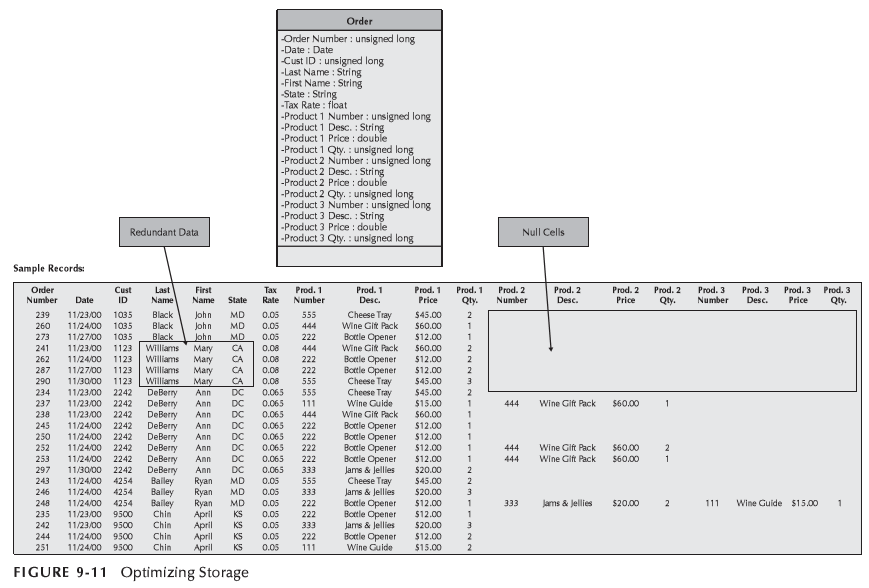 Order
-Order Number : unsigned long
-Date : Date
-Cust ID : unsigned long
-Last Name : String
-First Name : String
-State : String
-Tax Rate : float
-Product 1 Number : unsigned long
-Product 1 Desc. : String
-Product 1 Price : double
-Product 1 Qty. : unsigned long
-Product 2 Number : unsigned long
-Product 2 Desc. : String
-Product 2 Price : double
-Product 2 Qty. : unsigned long
-Product 3 Number : unsigned long
-Product 3 Desc. : String
-Product 3 Price : double
-Product 3 Qty. : unsigned long
Redundant Data
Null Cells
Sample Records:
Order Cust Last First Tax Prod. 1 Prod. 1 Prod. 1 Prod. 1 Prod. 2 Prod. 2 Prod. 2 Prod. 2 Prod. 3 Prod. 3 Prod. 3 Prod. 3
Number Date ID Name Name State Rate Number Desc. Price Qty. Number Desc. Price Qty. Number Desc. Price Qty.
239 11/23/00 1035 Black John MD 0.05 555 Cheese Tray $45.00 2
260 11/24/00 1035 Black John MD 0.05 444 Wine Gift Pack $60.00 1
273 11/27/00 1035 Black John MD 0.05 222 Bottle Opener $12.00 1
241 11/23/00 1123 Williams Mary CA 0.08 444 Wine Gift Pack $60.00 2
262 11/24/00 1123 Williams Mary CA 0.08 222 Bottle Opener $12.00 2
287 11/27/00 1123 Williams Mary CA 0.08 222 Bottle Opener $12.00 2
290 11/30/00 1123 Williams Mary CA 0.08 555 Cheese Tray $45.00 3
234 11/23/00 2242 DeBerry Ann DC 0.065 555 Cheese Tray $45.00 2
237 11/23/00 2242 DeBerry Ann DC 0.065 111 Wine Guide $15.00 1 444 Wine Gift Pack $60.00 1
238 11/23/00 2242 DeBerry Ann DC 0.065 444 Wine Gift Pack $60.00 1
245 11/24/00 2242 DeBerry Ann DC 0.065 222 Bottle Opener $12.00 1
250 11/24/00 2242 DeBerry Ann DC 0.065 222 Bottle Opener $12.00 1
252 11/24/00 2242 DeBerry Ann DC 0.065 222 Bottle Opener $12.00 1 444 Wine Gift Pack $60.00 2
253 11/24/00 2242 DeBerry Ann DC 0.065 222 Bottle Opener $12.00 1 444 Wine Gift Pack $60.00 1
297 11/30/00 2242 DeBerry Ann DC 0.065 333 Jams & Jellies $20.00 2
243 11/24/00 4254 Bailey Ryan MD 0.05 555 Cheese Tray $45.00 2
246 11/24/00 4254 Bailey Ryan MD 0.05 333 Jams & Jellies $20.00 3
248 11/24/00 4254 Bailey Ryan MD 0.05 222 Bottle Opener $12.00 1 333 Jams & Jellies $20.00 2 111 Wine Guide $15.00 1
235 11/23/00 9500 Chin April KS 0.05 222 Bottle Opener $12.00 1
242 11/23/00 9500 Chin April KS 0.05 333 Jams & Jellies $20.00 3
244 11/24/00 9500 Chin April KS 0.05 222 Bottle Opener $12.00 2
251 11/24/00 9500 Chin April KS 0.05 111 Wine Guide $15.00 2
FIGURE 9-11 Optimizing Storage